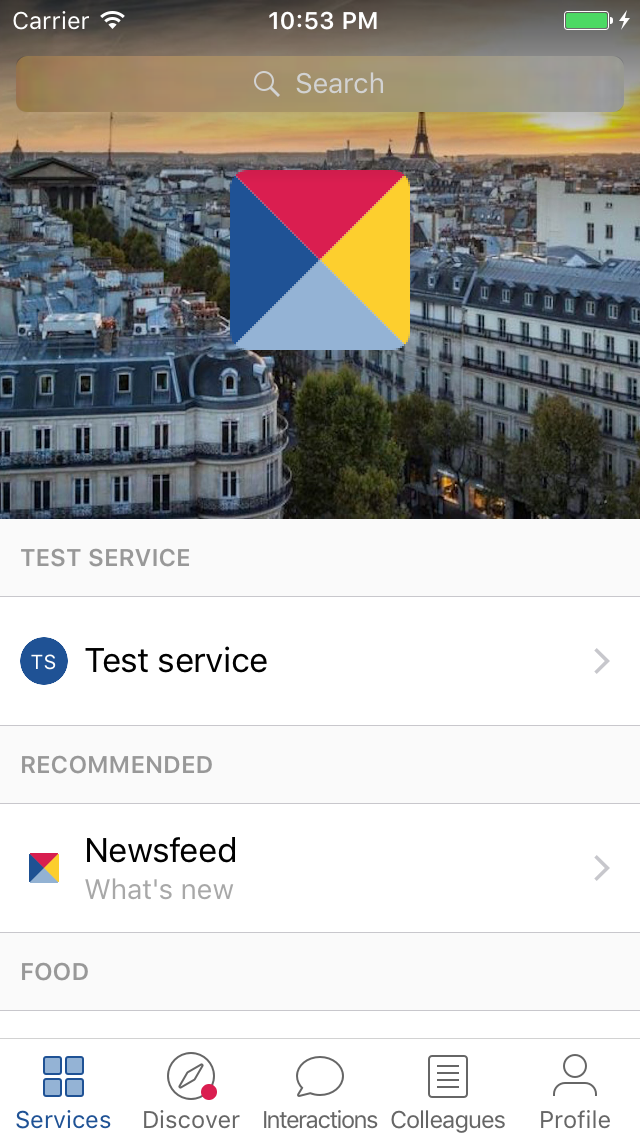 Carrier 10:53 PM
Search
TEST SERVICE
TS Test service
RECOMMENDED
Newsfeed
What's new
FOOD
Services Discover Interactions Colleagues Profile